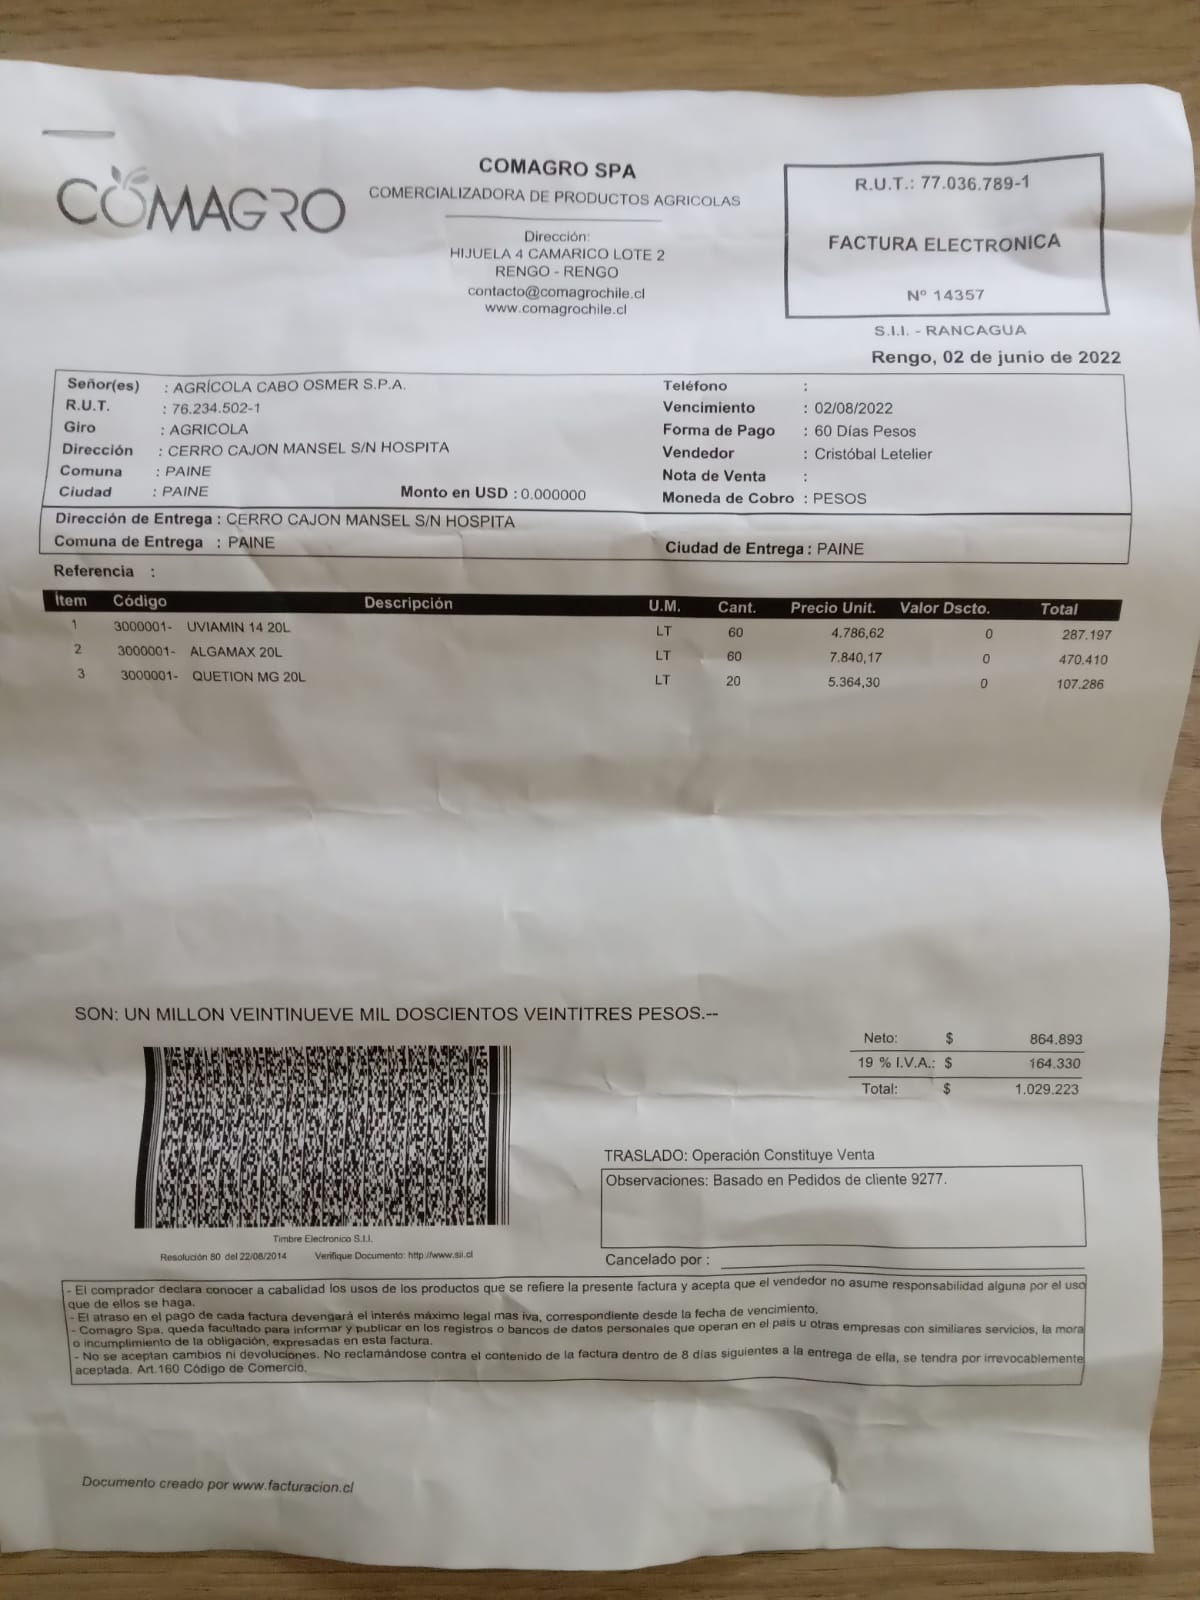 COMAGRO
COMAGRO SPA
COMERCIALIZADORA DE PRODUCTOS AGRICOLAS
Dirección:
HIJUELA 4 CAMARICO LOTE 2
RENGO - RENGO
contacto@comagrochile.cl
www.comagrochile.cl
R.U.T.: 77.036.789-1
FACTURA ELECTRONICA
Nº 14357
S.I.I. - RANCAGUA
Rengo, 02 de junio de 2022
Señor(es) : AGRÍCOLA CABO OSMER S.P.A.
R.U.T. : 76.234.502-1
Giro : AGRICOLA
Dirección : CERRO CAJON MANSEL S/N HOSPITA
Comuna : PAINE
Ciudad : PAINE
Monto en USD : 0.000000
Teléfono :
Vencimiento : 02/08/2022
Forma de Pago : 60 Días Pesos
Vendedor : Cristóbal Letelier
Nota de Venta :
Moneda de Cobro : PESOS
Dirección de Entrega : CERRO CAJON MANSEL S/N HOSPITA
Comuna de Entrega : PAINE
Ciudad de Entrega : PAINE
Referencia :
Ítem Código Descripción U.M. Cant. Precio Unit. Valor Dscto. Total
1 3000001- UVIAMIN 14 20L LT 60 4.786,62 0 287.197
2 3000001- ALGAMAX 20L LT 60 7.840,17 0 470.410
3 3000001- QUETION MG 20L LT 20 5.364,30 0 107.286
SON: UN MILLON VEINTINUEVE MIL DOSCIENTOS VEINTITRES PESOS.--
Neto: $ 864.893
19 % I.V.A.: $ 164.330
Total: $ 1.029.223
Timbre Electronico S.I.I.
Resolución 80 del 22/08/2014 Verifique Documento: http://www.sii.cl
TRASLADO: Operación Constituye Venta
Observaciones: Basado en Pedidos de cliente 9277.
Cancelado por :
- El comprador declara conocer a cabalidad los usos de los productos que se refiere la presente factura y acepta que el vendedor no asume responsabilidad alguna por el uso
que de ellos se haga.
- El atraso en el pago de cada factura devengará el interés máximo legal mas iva, correspondiente desde la fecha de vencimiento.
- Comagro Spa, queda facultado para informar y publicar en los registros o bancos de datos personales que operan en el pais u otras empresas con similiares servicios, la mora
o incumplimiento de la obligación, expresadas en esta factura.
- No se aceptan cambios ni devoluciones. No reclamándose contra el contenido de la factura dentro de 8 días siguientes a la entrega de ella, se tendra por irrevocablemente
aceptada. Art.160 Código de Comercio.
Documento creado por www.facturacion.cl